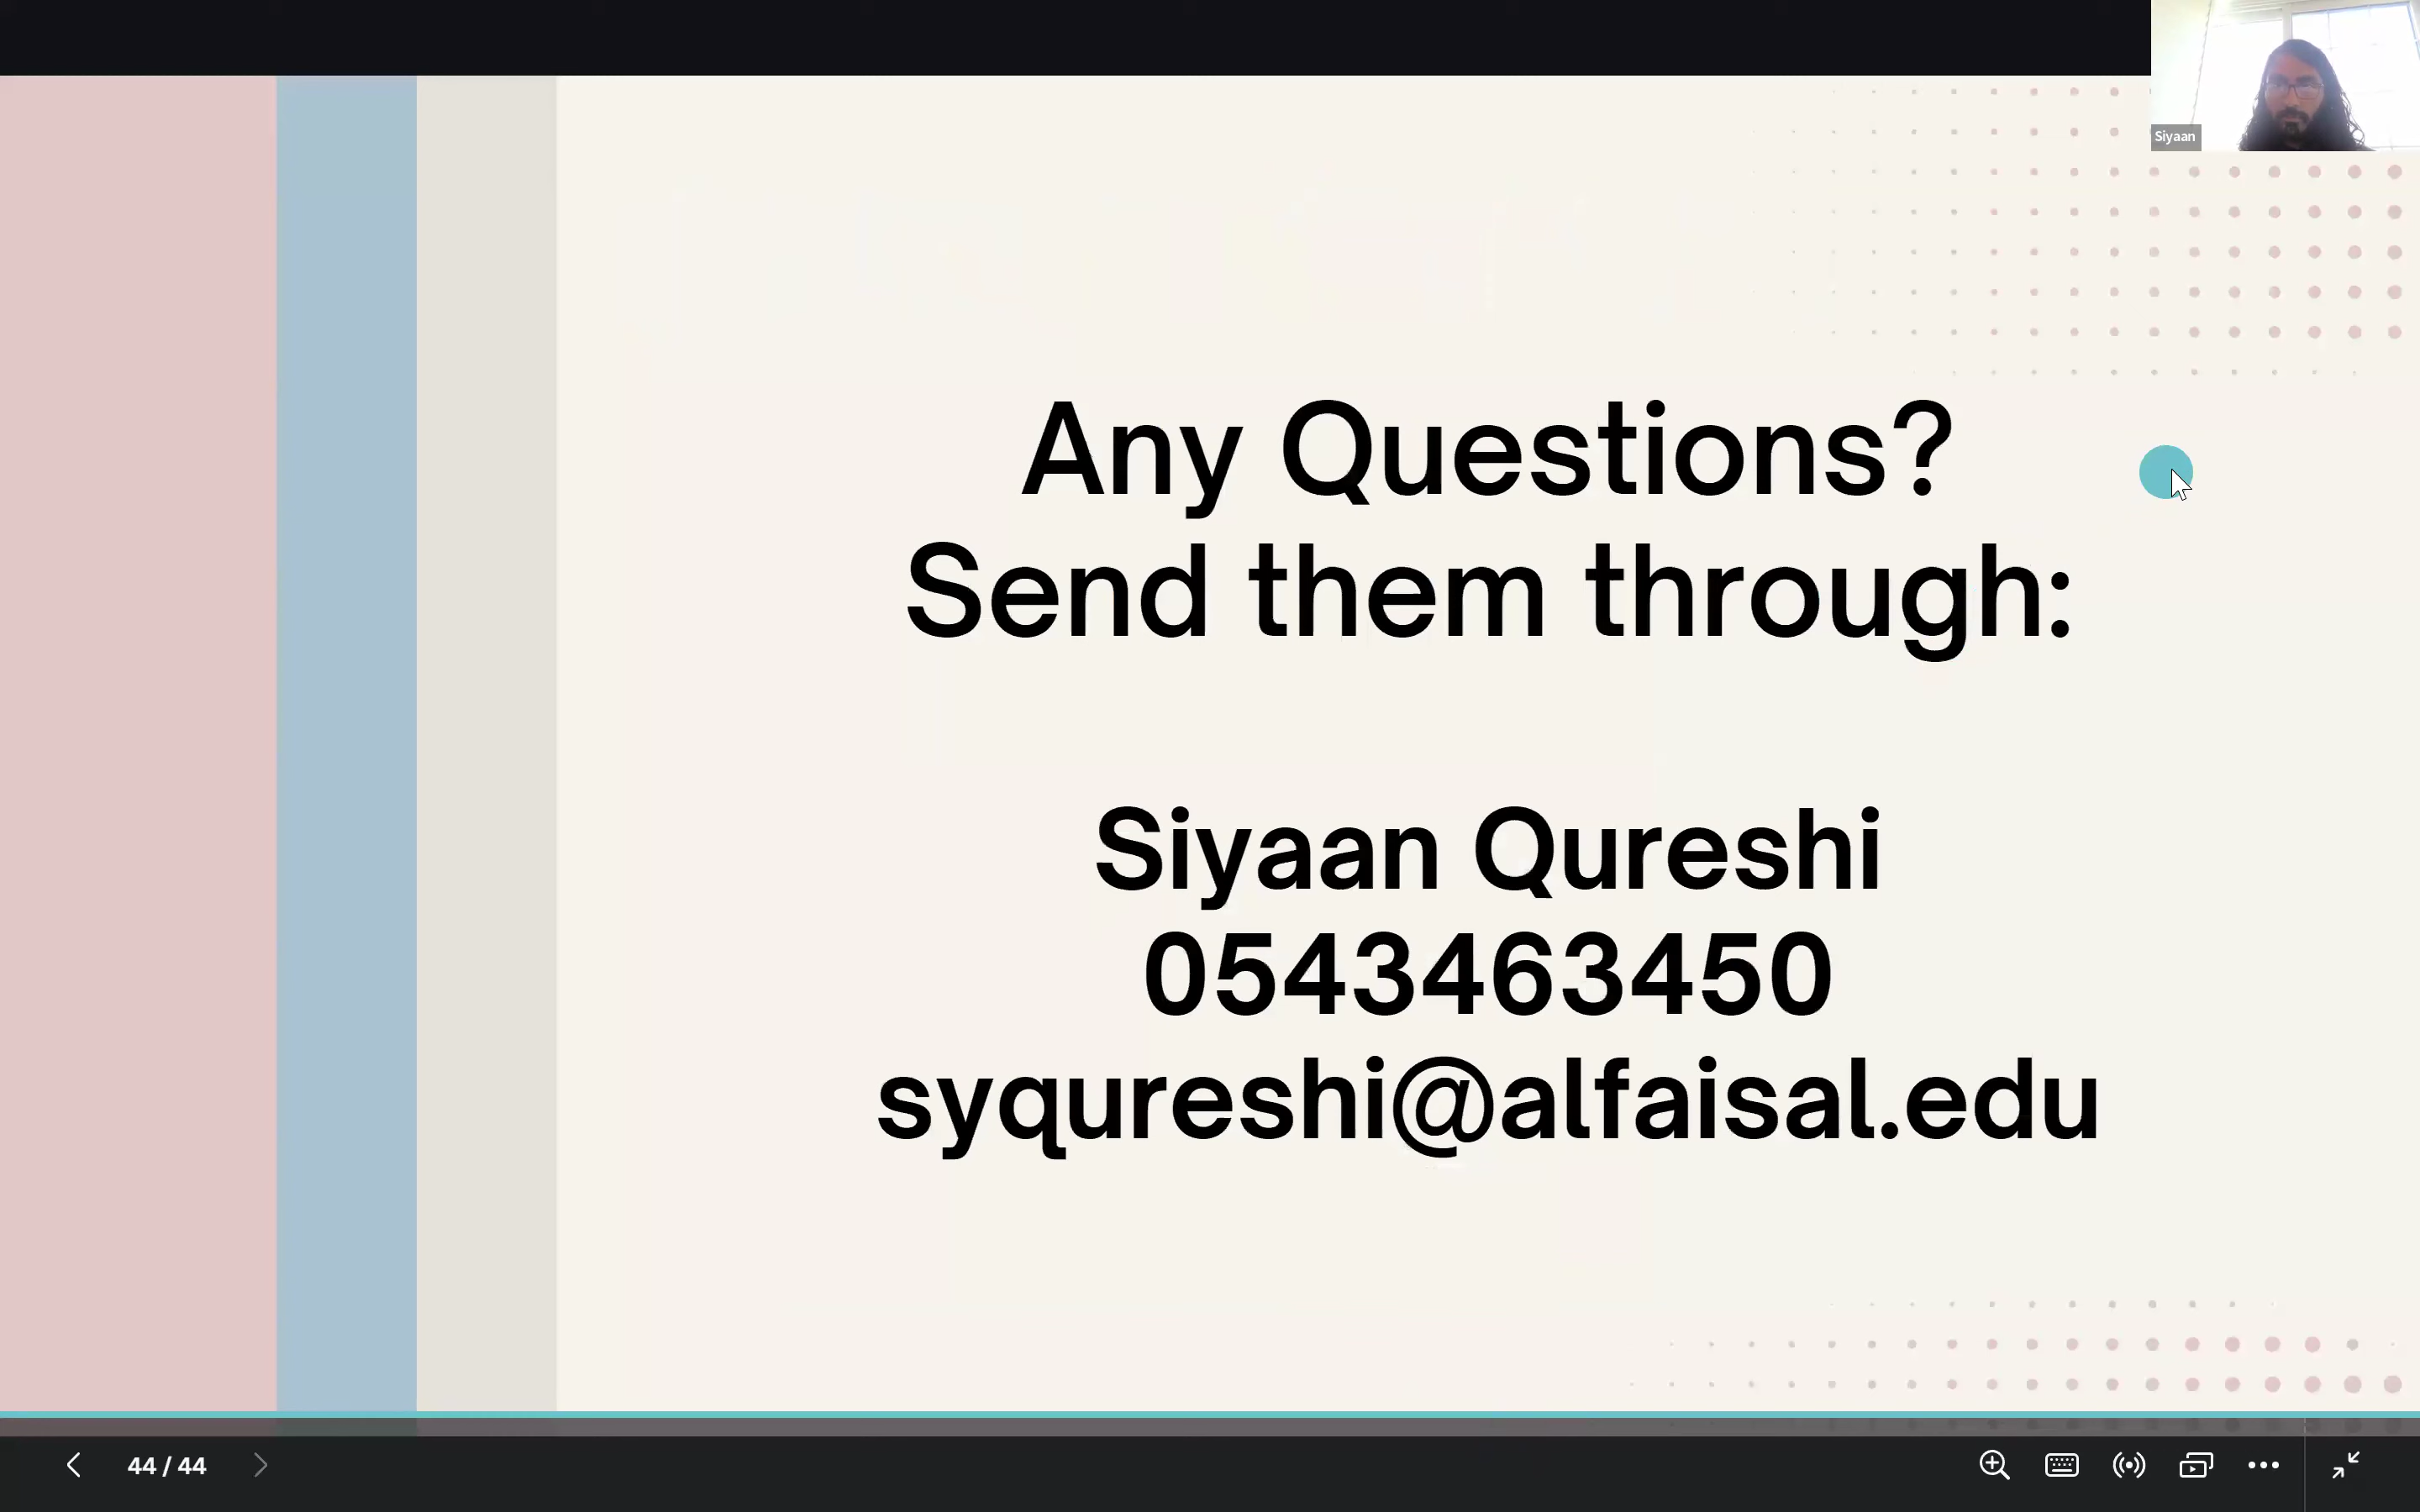 Siyaan
Any Questions?
Send them through:
Siyaan Qureshi
0543463450
syqureshi@alfaisal.edu
44 / 44